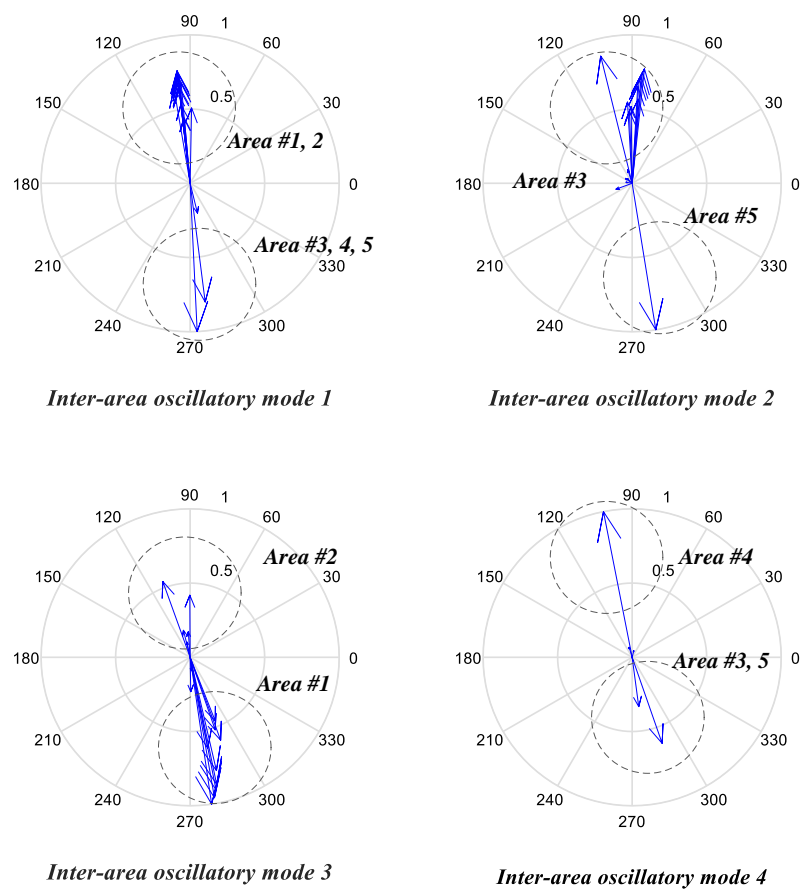 90 1
120 60
0.5
150 30
Area #1, 2
180 0
Area #3, 4, 5
210 330
240 300
270
Inter-area oscillatory mode 1
90 1
120 60
0.5
150 30
Area #3
180 0
Area #5
210 330
240 300
270
Inter-area oscillatory mode 2
90 1
120 60
Area #2
0.5
150 30
180 0
Area #1
210 330
240 300
270
Inter-area oscillatory mode 3
90 1
120 60
Area #4
0.5
150 30
180 0
Area #3, 5
210 330
240 300
270
Inter-area oscillatory mode 4